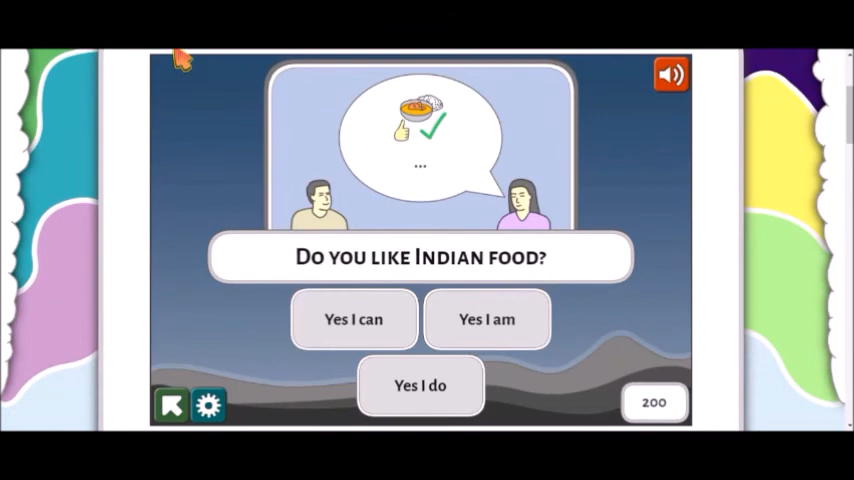 ...
Do you like Indian food?
Yes I can
Yes I am
Yes I do
200